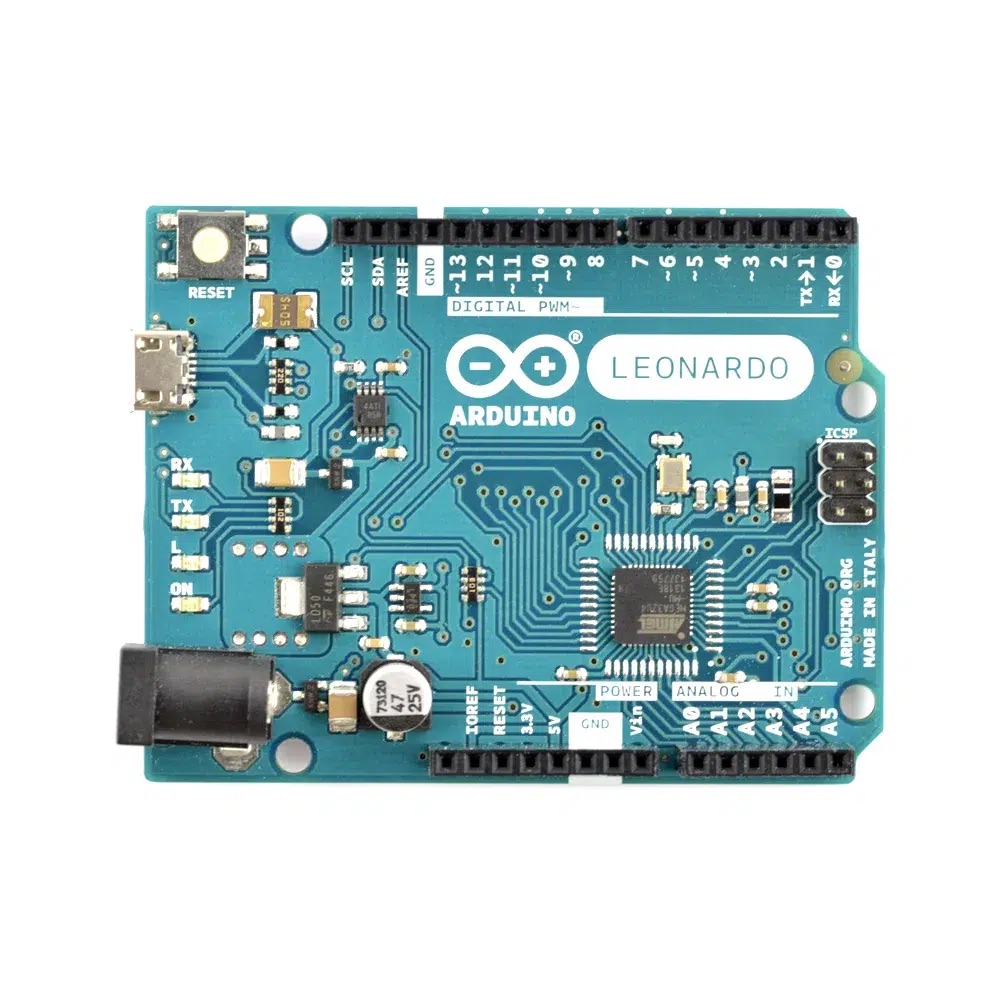 RESET
SCL
SDA
AREF
GND
~13
12
~11
~10
~9
8
7
~6
~5
4
~3
2
TX→1
RX←0
DIGITAL PWM~
®
LEONARDO
ARDUINO
ICSP
RX
TX
L
ON
ARDUINO.ORG
MADE IN ITALY
73120
47
25V
POWER
ANALOG IN
IOREF
RESET
3.3V
5V
GND
Vin
A0
A1
A2
A3
A4
A5